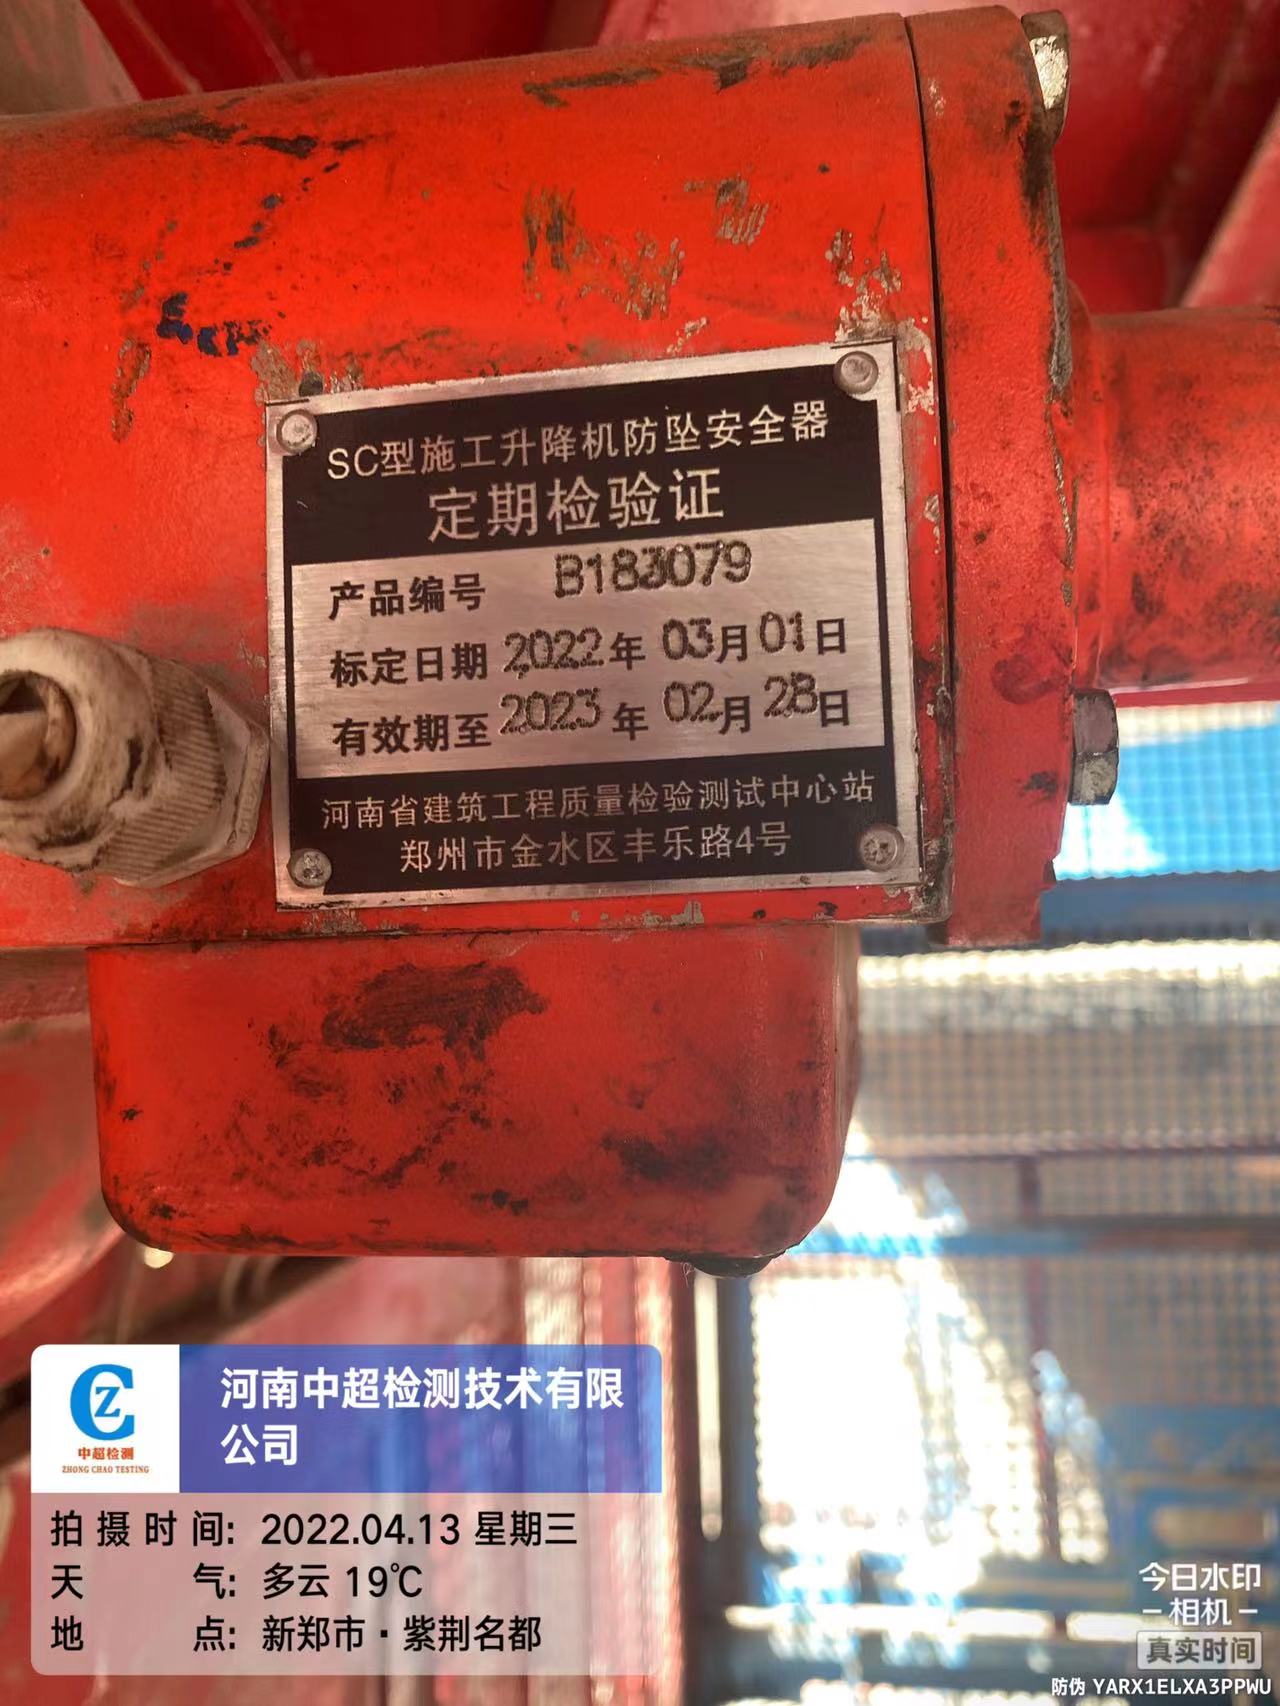 SC型施工升降机防坠安全器
定期检验证
产品编号 B183079
标定日期 2022年 03月01日
有效期至 2023年 02月28日
河南省建筑工程质量检验测试中心站
郑州市金水区丰乐路4号
CZ
中超检测
ZHONG CHAO TESTING
河南中超检测技术有限
公司
拍摄时间: 2022.04.13 星期三
天气: 多云 19℃
地点: 新郑市·紫荆名都
今日水印
-相机-
真实时间
防伪 YARX1ELXA3PPWU